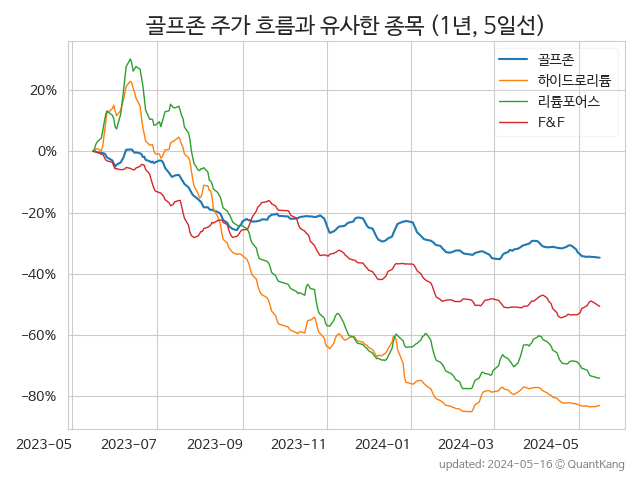 골프존 주가 흐름과 유사한 종목 (1년, 5일선)
골프존
하이드로리튬
리튬포어스
F&F
20%
0%
−20%
−40%
−60%
−80%
2023-05
2023-07
2023-09
2023-11
2024-01
2024-03
2024-05
updated: 2024-05-16 © QuantKang